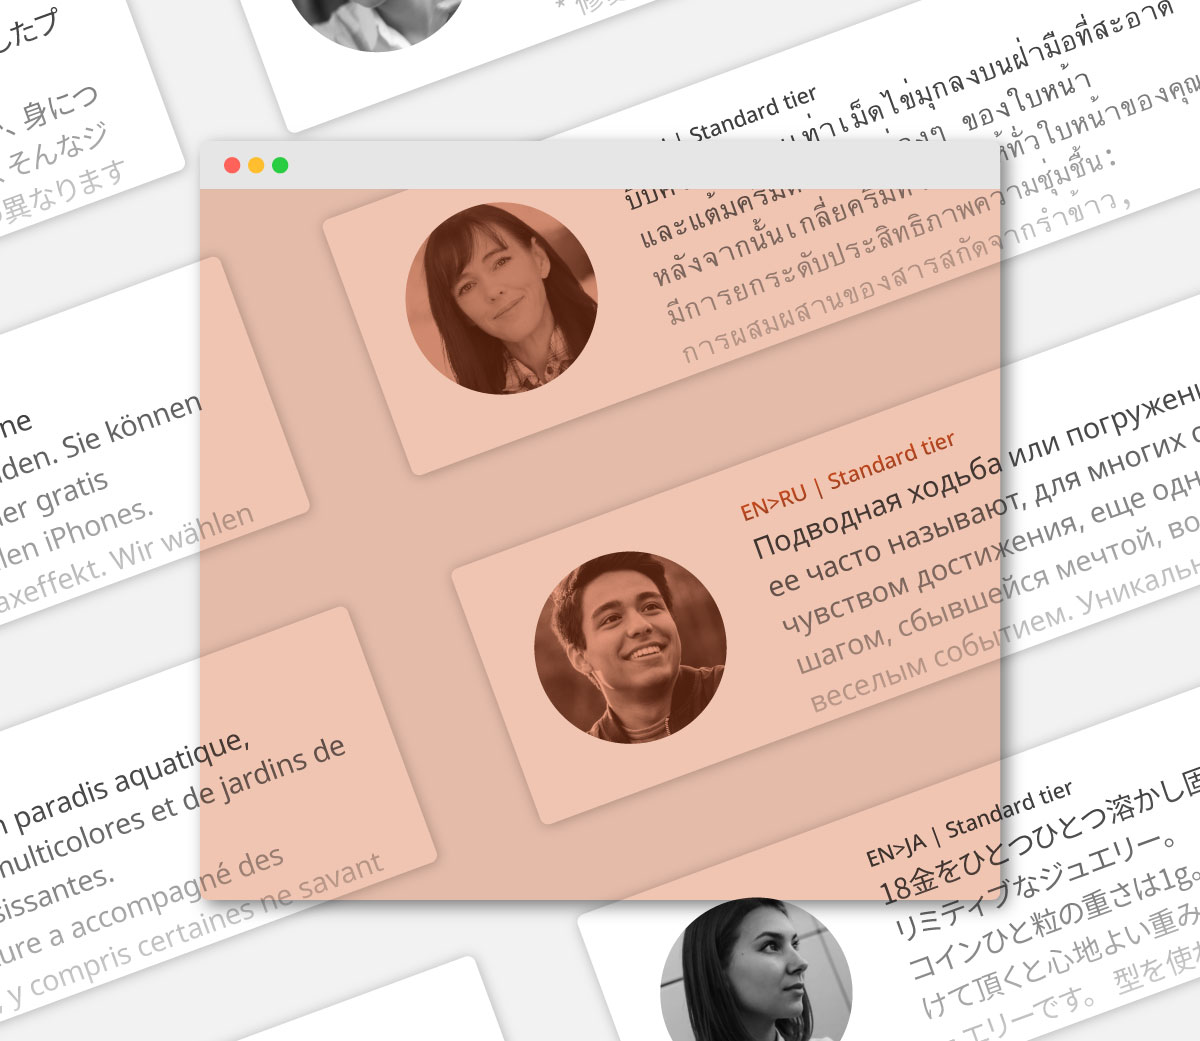 したプ
、身につ
、そんなジ
異なります
* 修
| Standard tier
เม็ดไข่มุกลงบนฝ่ามือที่สะอาด
ของใบหน้า
ทั่วใบหน้าของคุณ
และแต้มครีมที่
หลังจากนั้นเกลี่ยครีมที่
มีการยกระดับประสิทธิภาพความชุ่มชื้น:
การผสมผสานของสารสกัดจากรำข้าว,
ne
den. Sie können
er gratis
len iPhones.
axeffekt. Wir wählen
EN>RU | Standard tier
Подводная ходьба или погружени
ее часто называют, для многих
чувством достижения, еще одн
шагом, сбывшейся мечтой, во
веселым событием. Уникальн
n paradis aquatique,
multicolores et de jardins de
issantes.
ure a accompagné des
, y compris certaines ne savant
EN>JA | Standard tier
18金をひとつひとつ溶かし固
リミティブなジュエリー。
コインひと粒の重さは1g。
けて頂くと心地よい重み
エリーです。 型を使わ